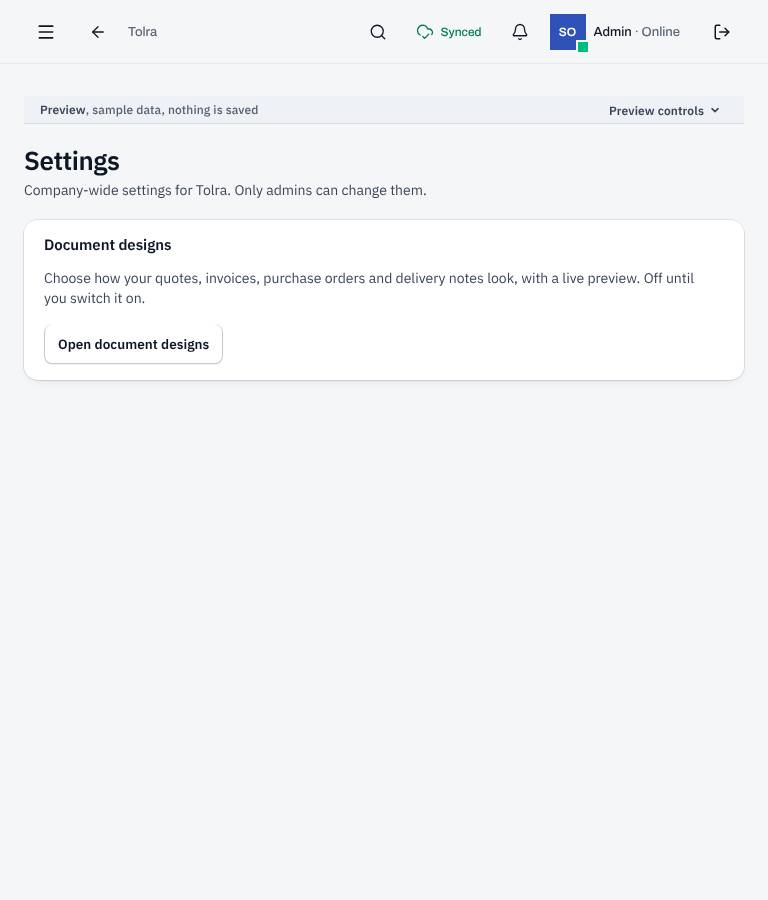 Tolra
Synced
SO
Admin · Online
Preview, sample data, nothing is saved
Preview controls
Settings
Company-wide settings for Tolra. Only admins can change them.
Document designs
Choose how your quotes, invoices, purchase orders and delivery notes look, with a live preview. Off until
you switch it on.
Open document designs